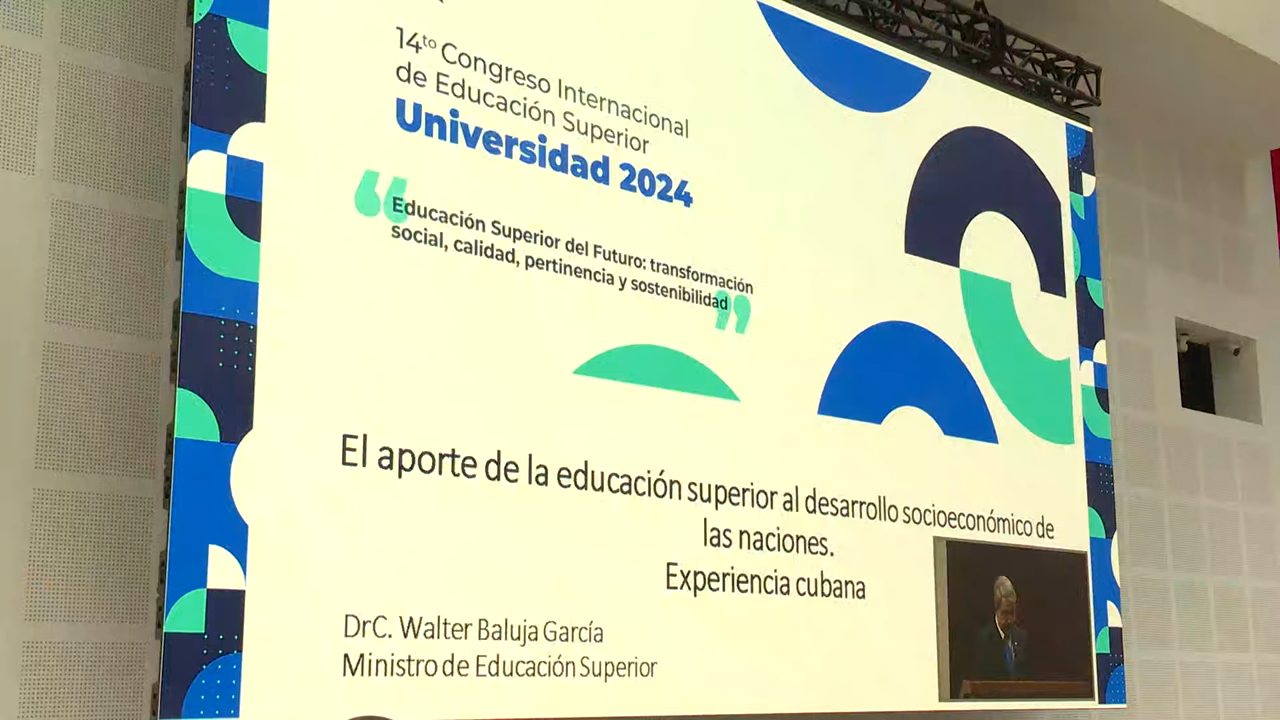 14to Congreso Internacional
de Educación Superior
Universidad 2024
“Educación Superior del Futuro: transformación
social, calidad, pertinencia y sostenibilidad”
El aporte de la educación superior al desarrollo socioeconómico de
las naciones.
Experiencia cubana
DrC. Walter Baluja García
Ministro de Educación Superior